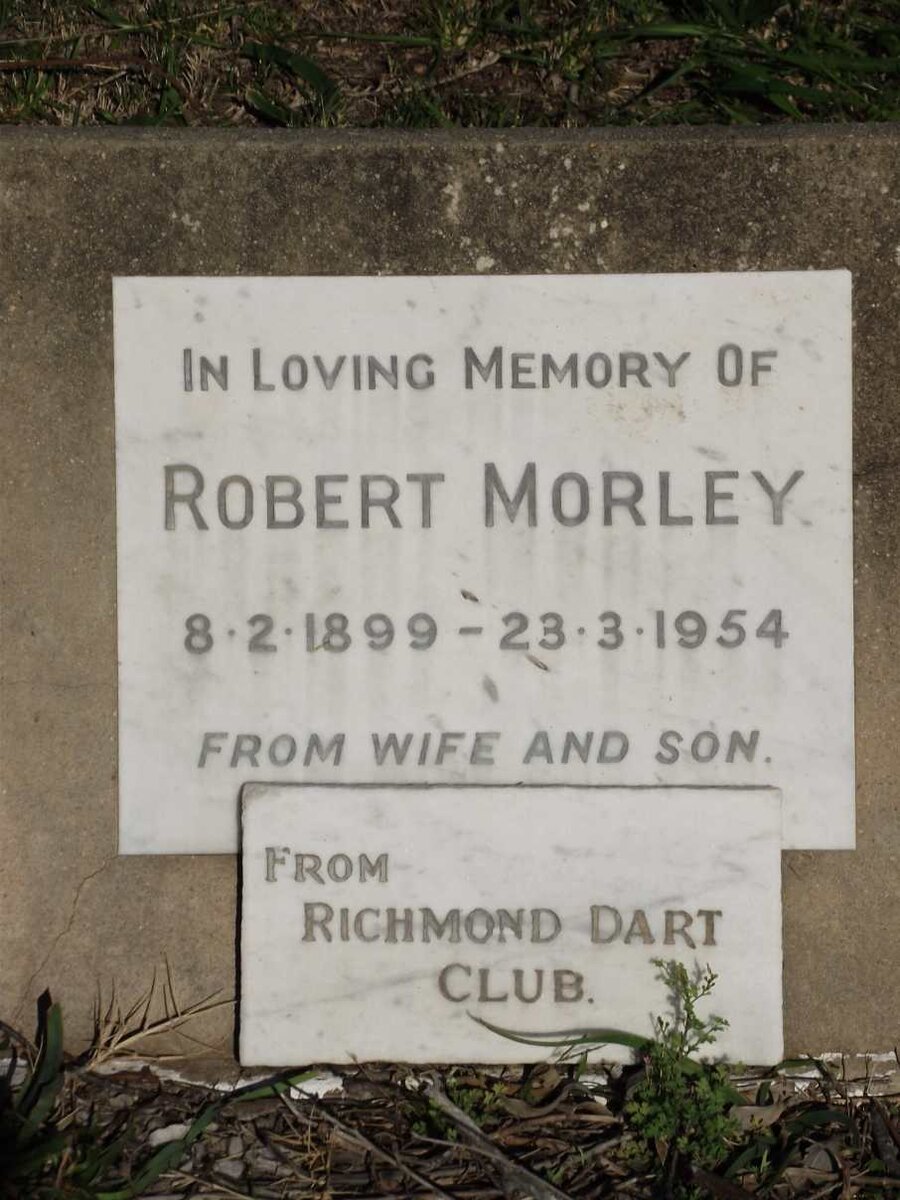 IN LOVING MEMORY OF
ROBERT MORLEY
8·2·1899 – 23·3·1954
FROM WIFE AND SON.
FROM
RICHMOND DART
CLUB.